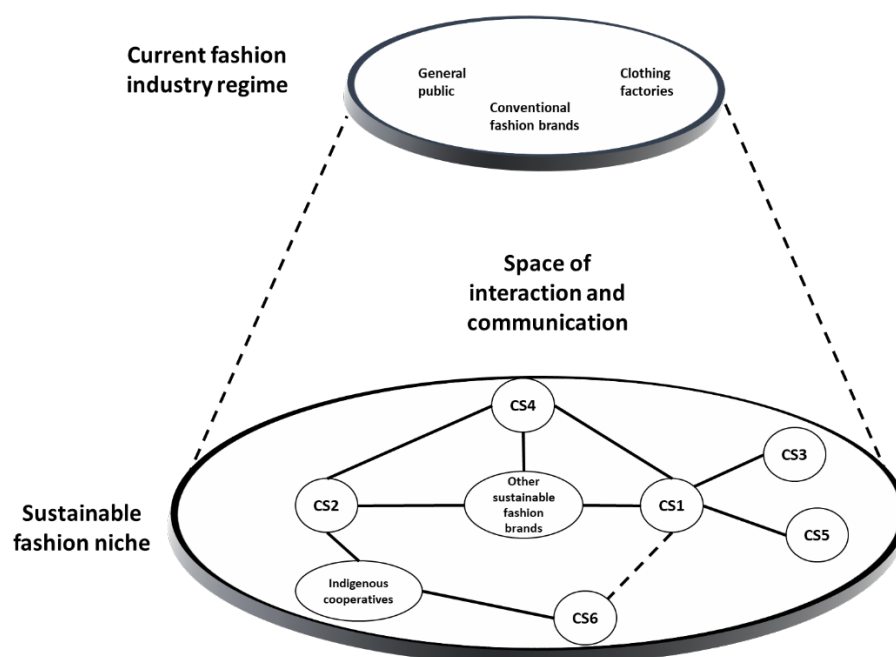 Current fashion
industry regime
General
public
Clothing
factories
Conventional
fashion brands
Space of
interaction and
communication
Sustainable
fashion niche
CS4
CS3
CS2
Other
sustainable
fashion
brands
CS1
CS5
Indigenous
cooperatives
CS6